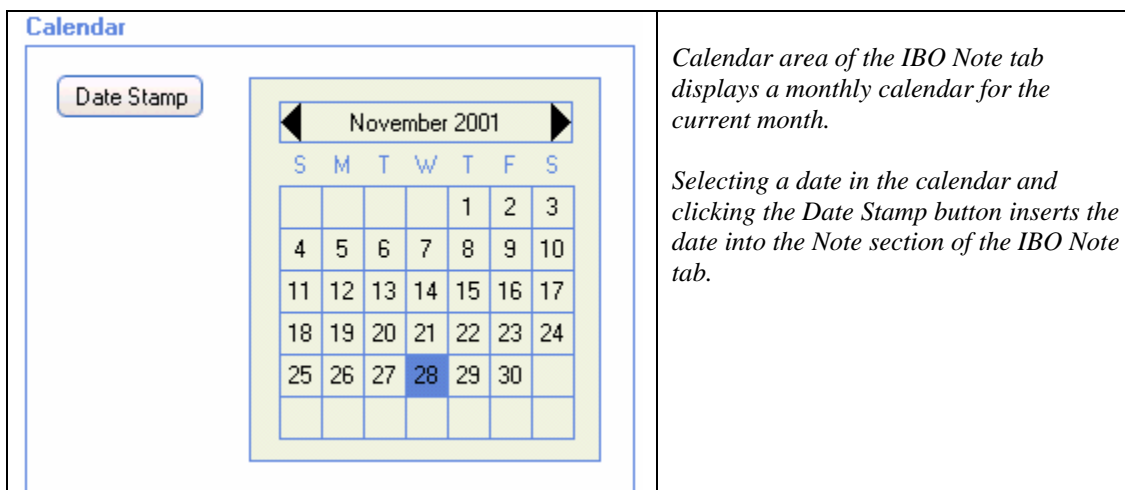 Calendar
Date Stamp
November 2001
S M T W T F S
1 2 3
4 5 6 7 8 9 10
11 12 13 14 15 16 17
18 19 20 21 22 23 24
25 26 27 28 29 30
Calendar area of the IBO Note tab
displays a monthly calendar for the
current month.
Selecting a date in the calendar and
clicking the Date Stamp button inserts the
date into the Note section of the IBO Note
tab.